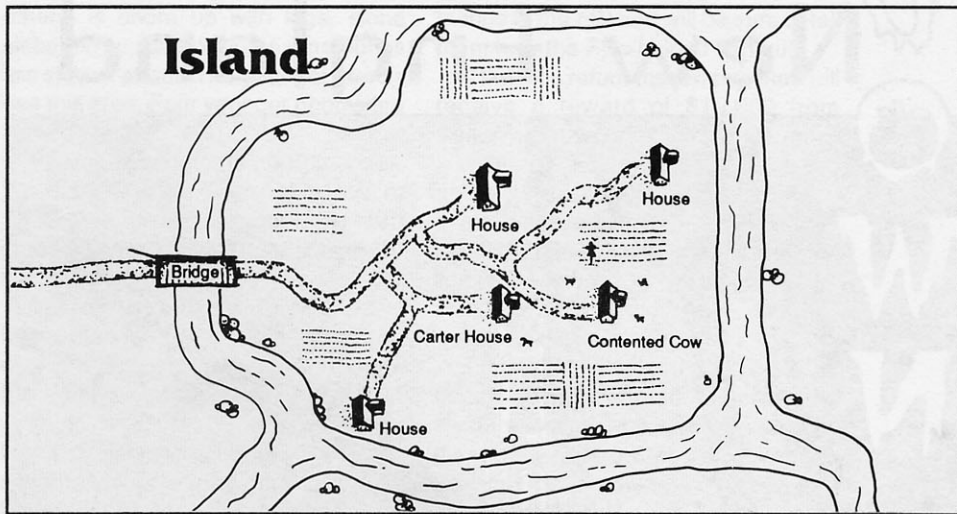 Island
House
House
Bridge
Carter House
Contented Cow
House